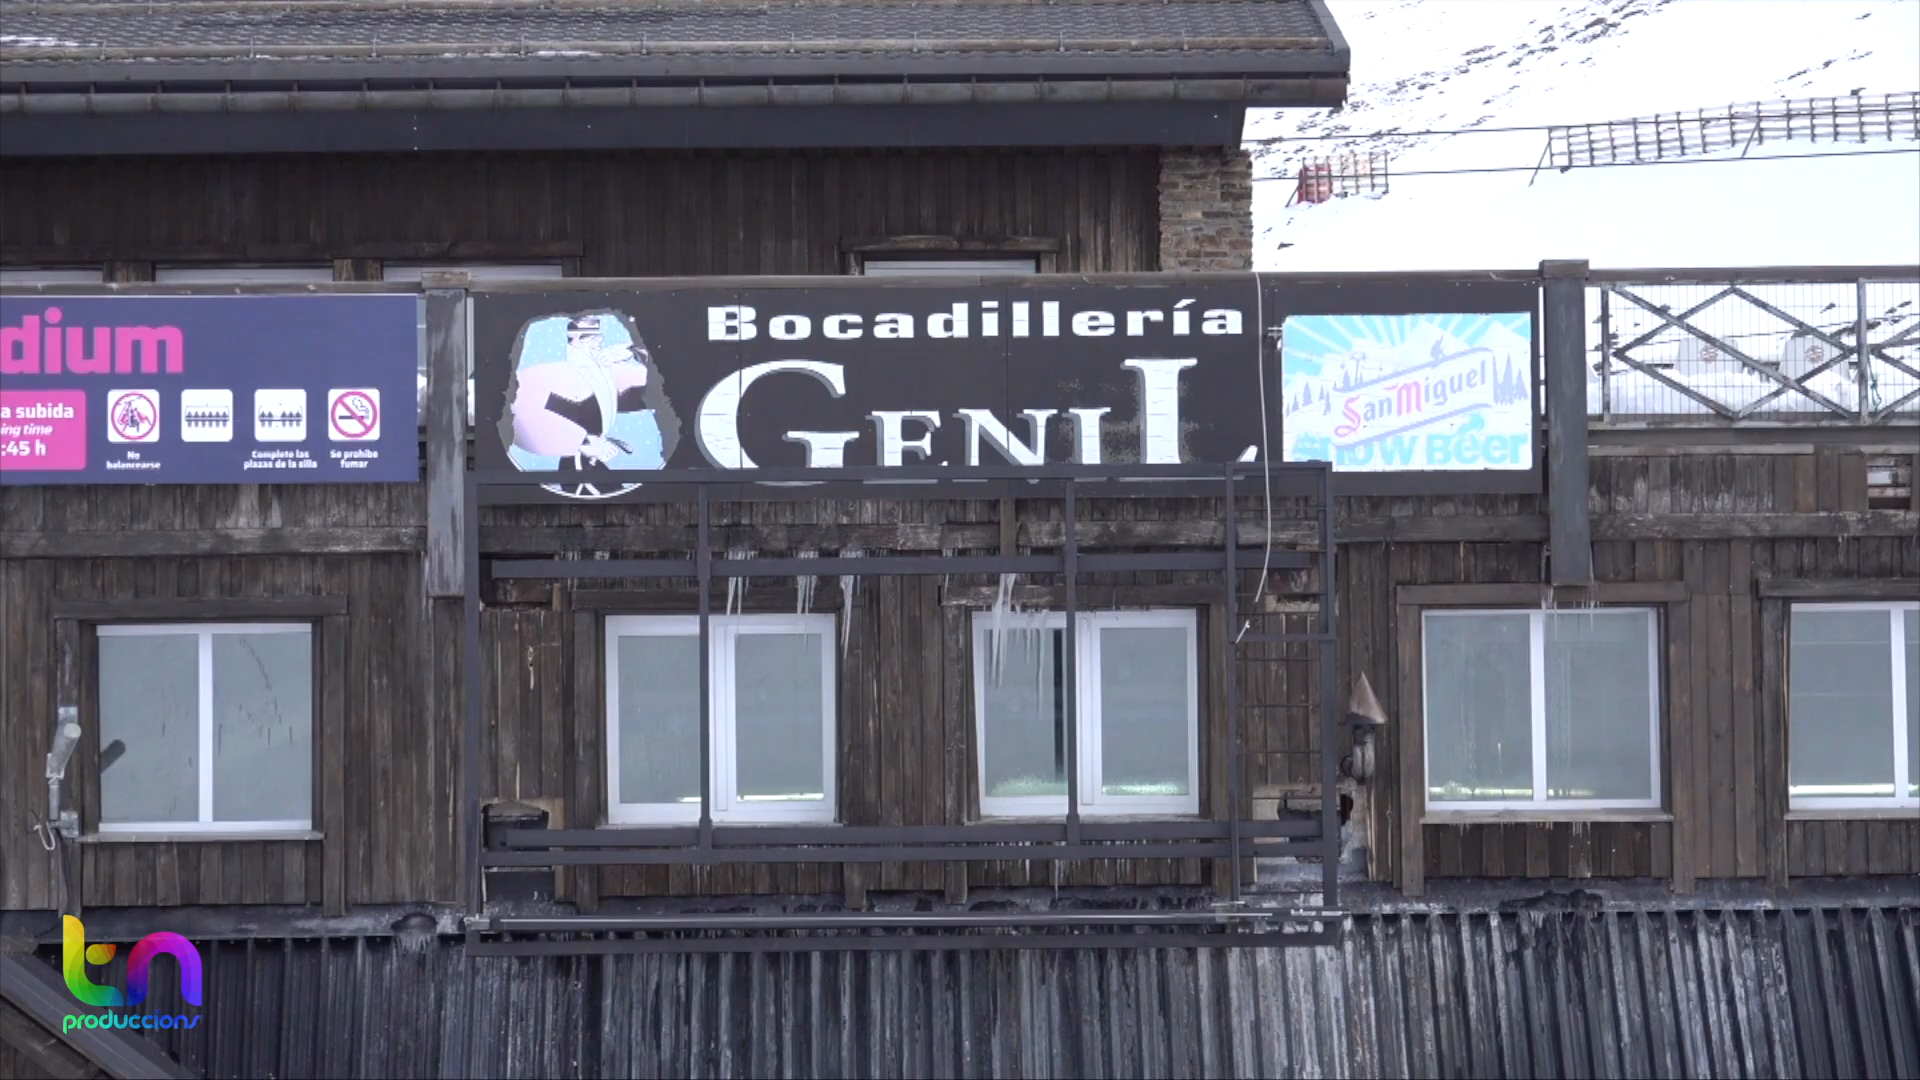 dium
a subida
ing time
:45 h
No
balancearse
Complete las
plazas de la silla
Se prohíbe
fumar
Bocadillería
GENIL
San Miguel
SNOW BEER
tn
produccions